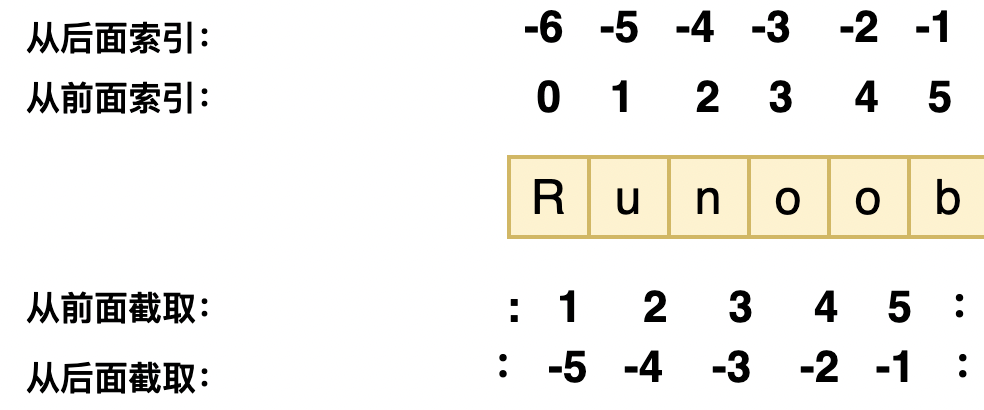 从后面索引： -6 -5 -4 -3 -2 -1
从前面索引： 0 1 2 3 4 5
R u n o o b
从前面截取： : 1 2 3 4 5 :
从后面截取： : -5 -4 -3 -2 -1 :